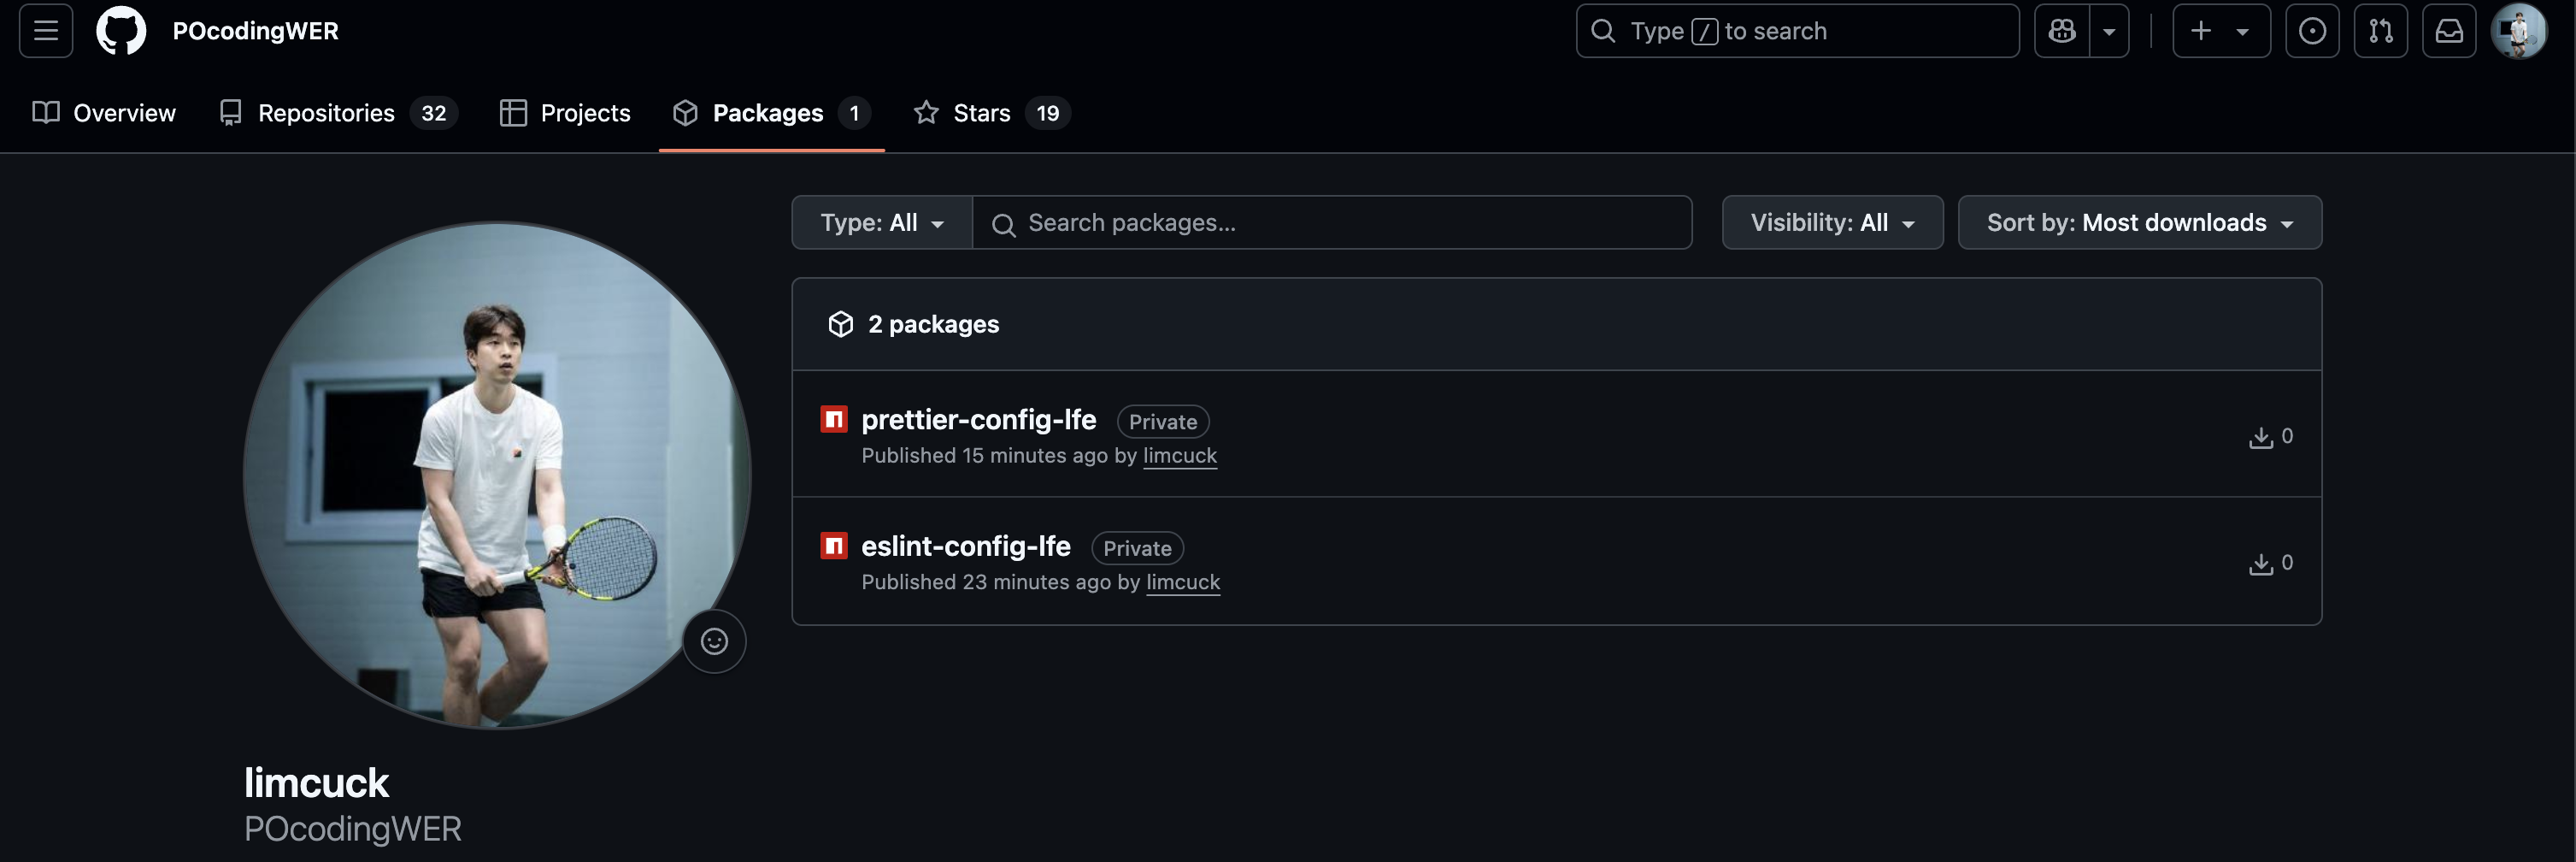 POcodingWER
Type / to search
Overview
Repositories 32
Projects
Packages 1
Stars 19
Type: All
Search packages...
Visibility: All
Sort by: Most downloads
2 packages
prettier-config-lfe Private
Published 15 minutes ago by limcuck
0
eslint-config-lfe Private
Published 23 minutes ago by limcuck
0
limcuck
POcodingWER